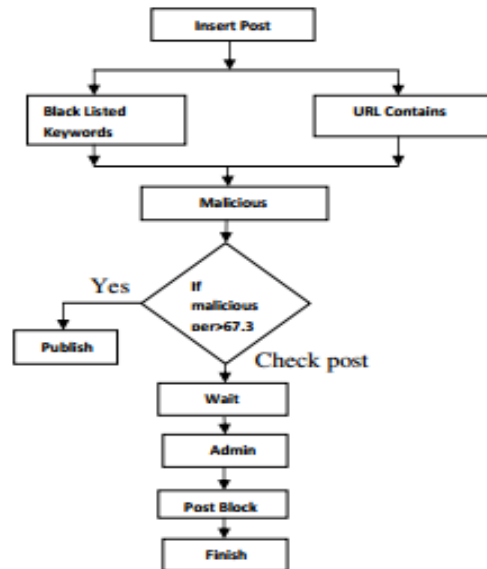 Insert Post
Black Listed
Keywords
URL Contains
Malicious
Yes
If
malicious
per>67.3
Publish
Check post
Wait
Admin
Post Block
Finish